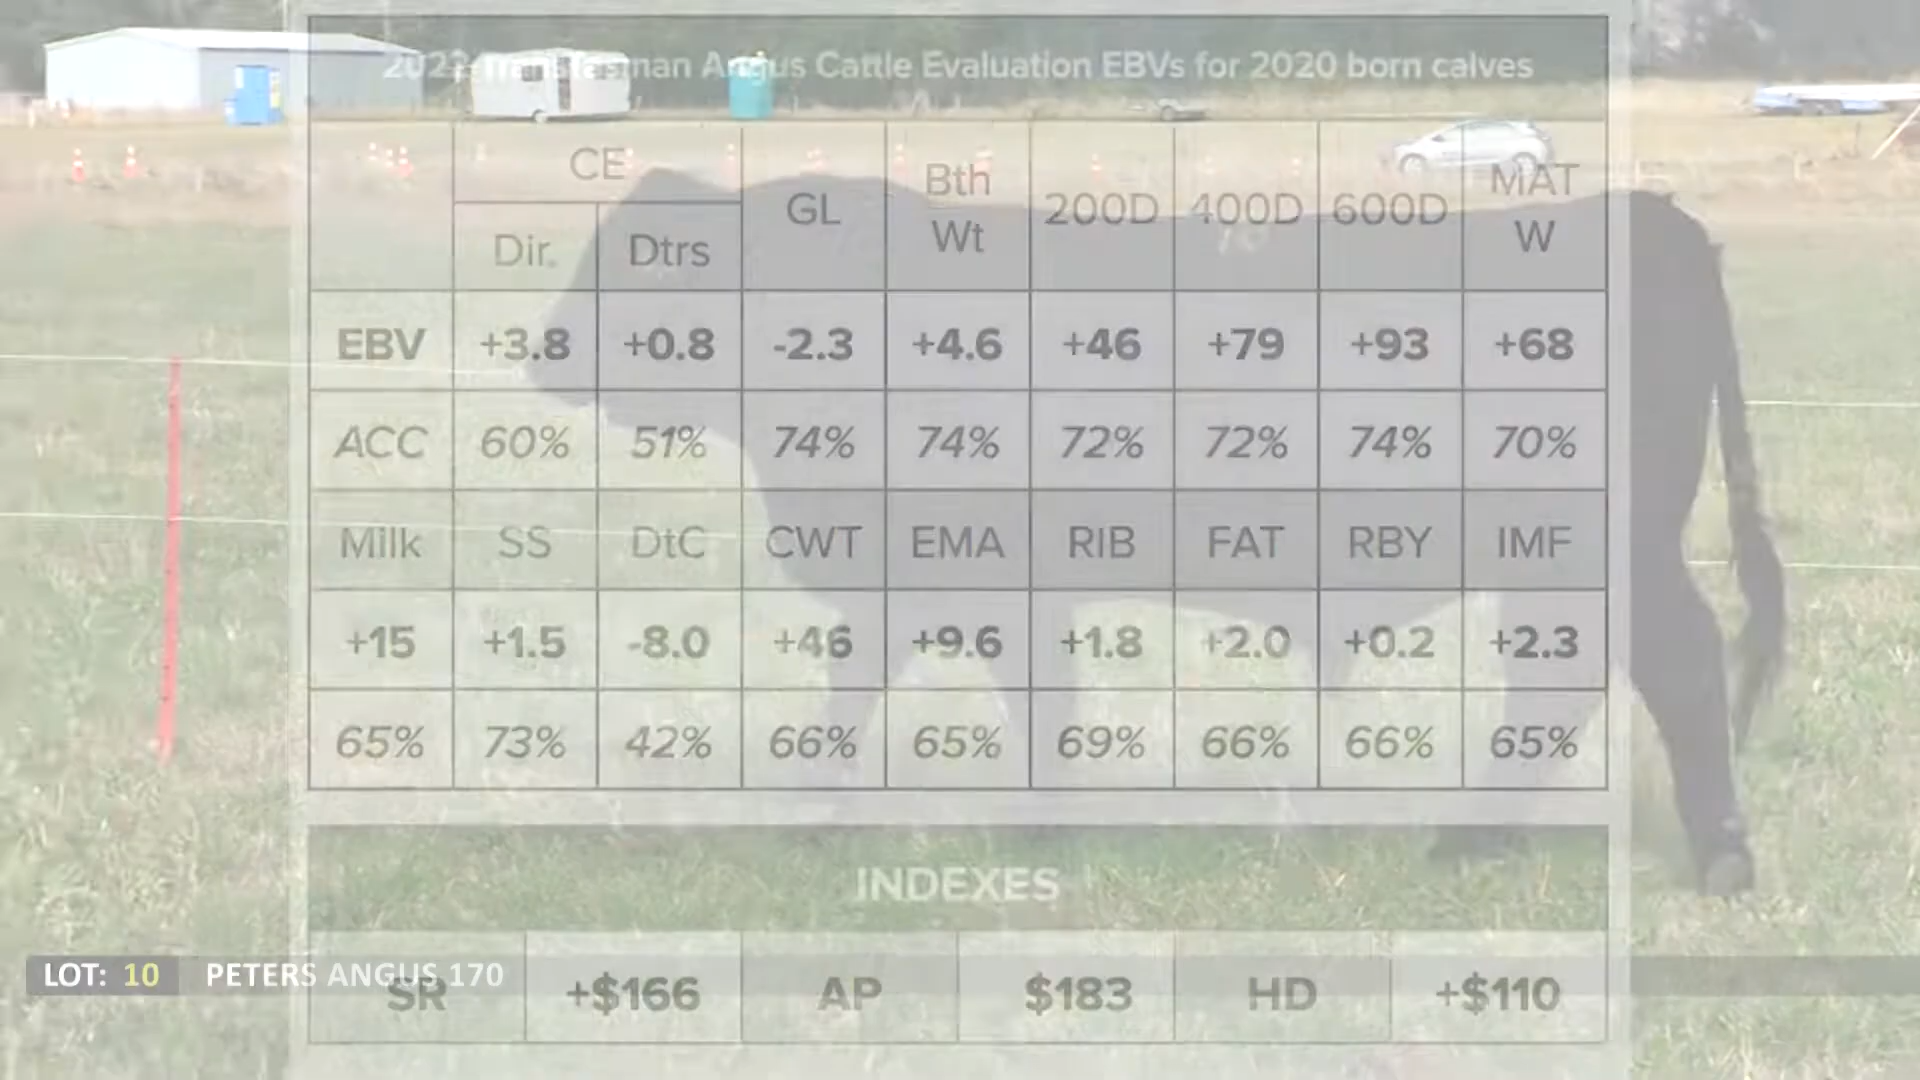 2022 TransTasman Angus Cattle Evaluation EBVs for 2020 born calves
CE GL Bth Wt 200D 400D 600D MAT W
Dir. Dtrs
EBV +3.8 +0.8 -2.3 +4.6 +46 +79 +93 +68
ACC 60% 51% 74% 74% 72% 72% 74% 70%
Milk SS DtC CWT EMA RIB FAT RBY IMF
+15 +1.5 -8.0 +46 +9.6 +1.8 +2.0 +0.2 +2.3
65% 73% 42% 66% 65% 69% 66% 66% 65%
INDEXES
SR +$166 AP $183 HD +$110
LOT: 10 PETERS ANGUS 170